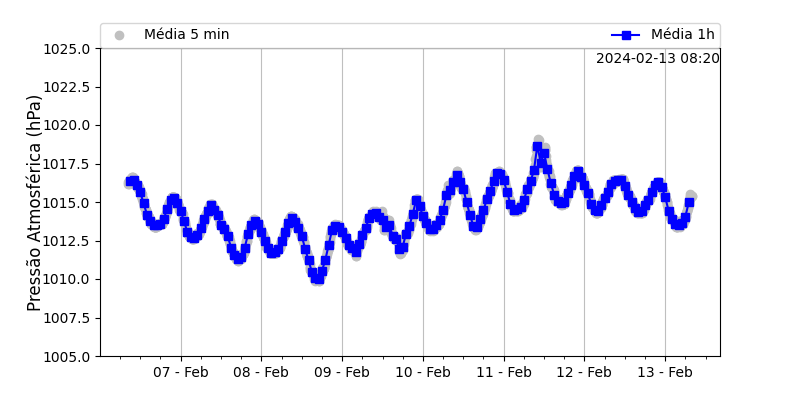 Média 5 min
Média 1h
2024-02-13 08:20
Pressão Atmosférica (hPa)
1025.0
1022.5
1020.0
1017.5
1015.0
1012.5
1010.0
1007.5
1005.0
07 - Feb
08 - Feb
09 - Feb
10 - Feb
11 - Feb
12 - Feb
13 - Feb